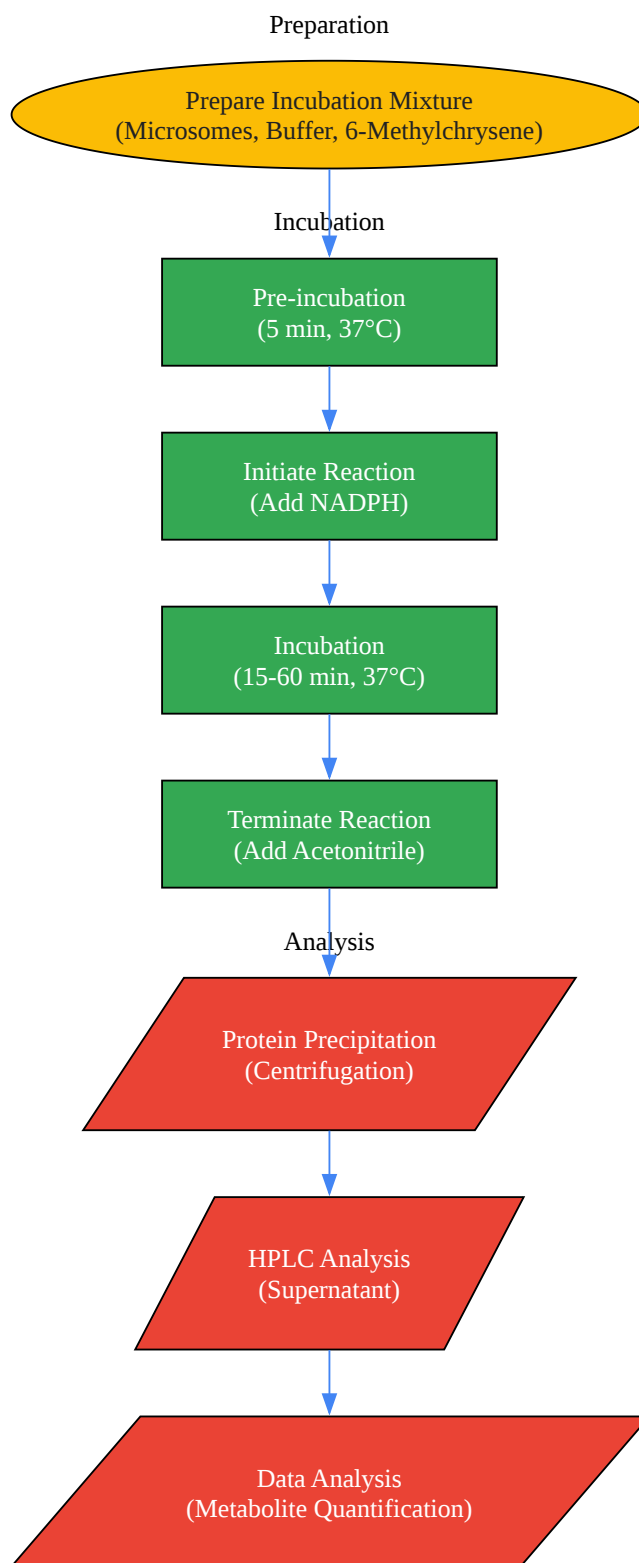 Preparation
Prepare Incubation Mixture
(Microsomes, Buffer, 6-Methylchrysene)
Incubation
Pre-incubation
(5 min, 37°C)
Initiate Reaction
(Add NADPH)
Incubation
(15-60 min, 37°C)
Terminate Reaction
(Add Acetonitrile)
Analysis
Protein Precipitation
(Centrifugation)
HPLC Analysis
(Supernatant)
Data Analysis
(Metabolite Quantification)